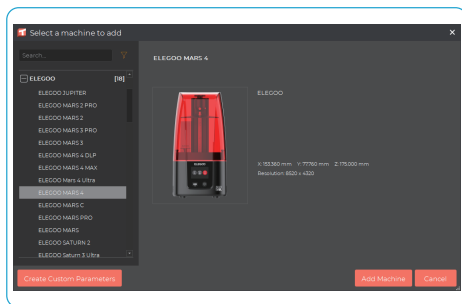 Select a machine to add
Search...
ELEGOO [18]
ELEGOO JUPITER
ELEGOO MARS 2 PRO
ELEGOO MARS 2
ELEGOO MARS 3 PRO
ELEGOO MARS 3
ELEGOO MARS 4 DLP
ELEGOO MARS 4 MAX
ELEGOO Mars 4 Ultra
ELEGOO MARS 4
ELEGOO MARS C
ELEGOO MARS PRO
ELEGOO MARS
ELEGOO SATURN 2
ELEGOO Saturn 3 Ultra
ELEGOO MARS 4
ELEGOO
ELEGOO
X: 153.360 mm Y: 77.760 mm Z: 175.000 mm
Resolution: 8520 x 4320
Create Custom Parameters
Add Machine
Cancel